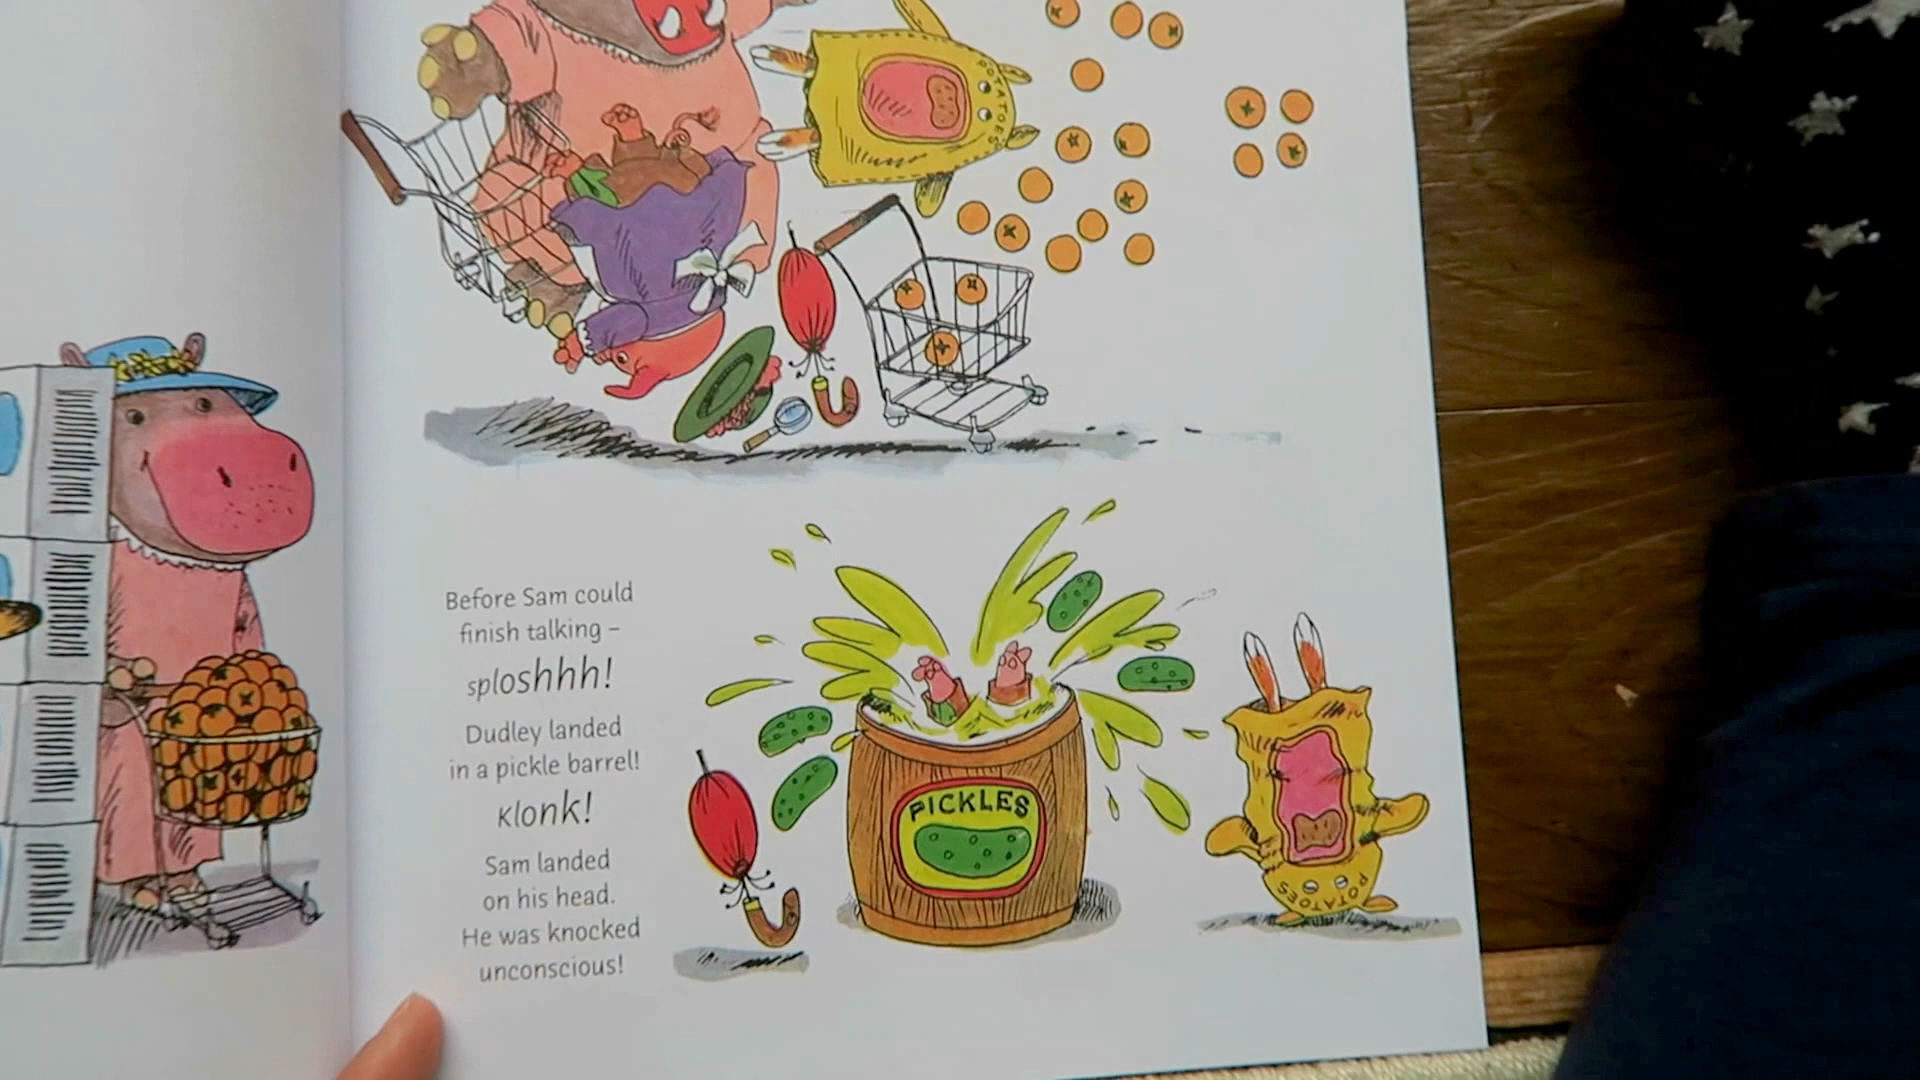 POTATOES
Before Sam could
finish talking –
sploshhh!
Dudley landed
in a pickle barrel!
Klonk!
Sam landed
on his head.
He was knocked
unconscious!
PICKLES
POTATOES